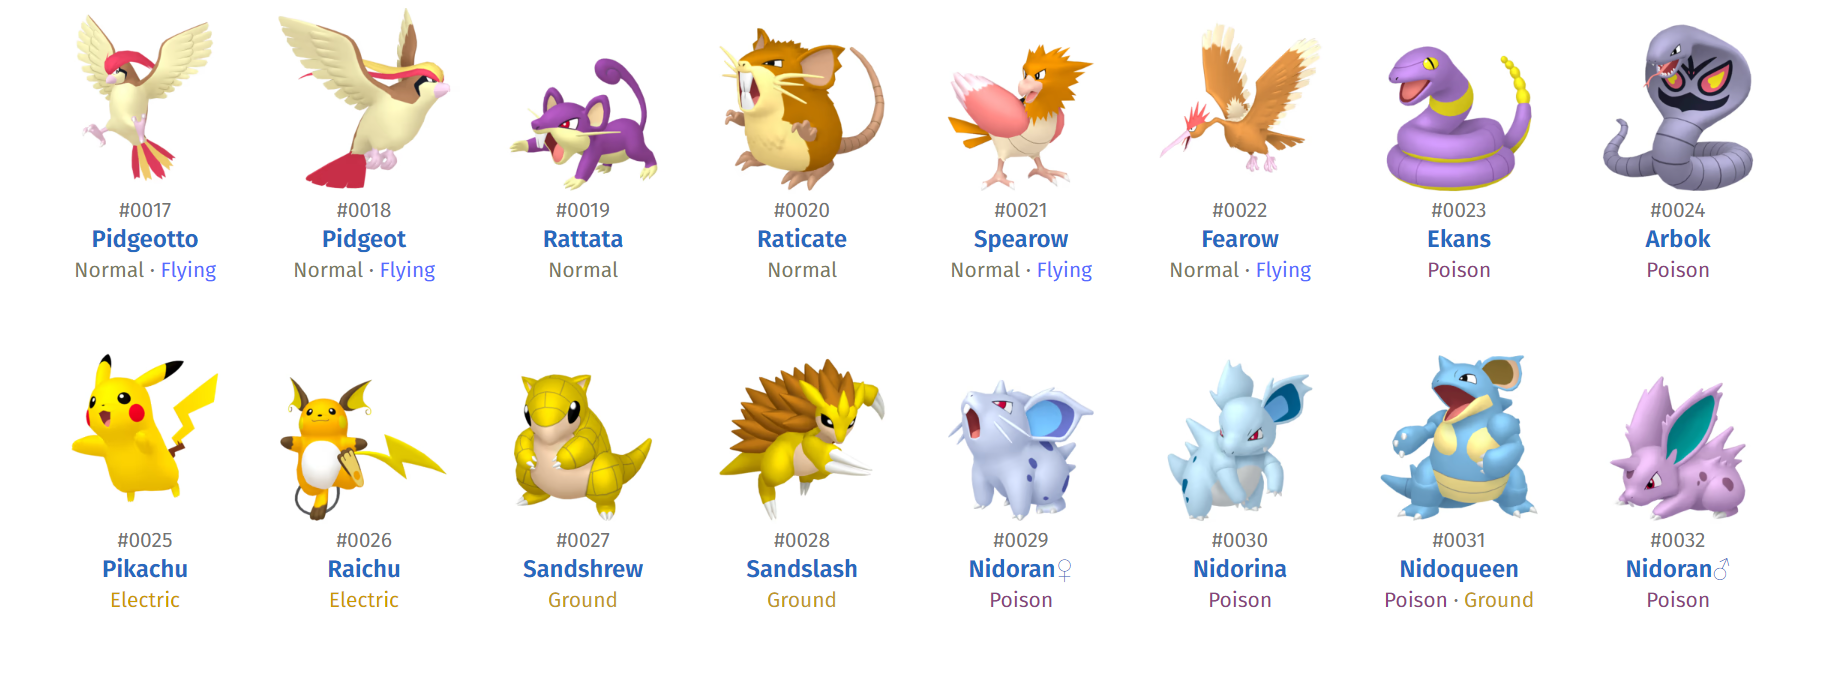 #0017 #0018 #0019 #0020 #0021 #0022 #0023 #0024
Pidgeotto Pidgeot Rattata Raticate Spearow Fearow Ekans Arbok
Normal · Flying Normal · Flying Normal Normal Normal · Flying Normal · Flying Poison Poison
#0025 #0026 #0027 #0028 #0029 #0030 #0031 #0032
Pikachu Raichu Sandshrew Sandslash Nidoran♀ Nidorina Nidoqueen Nidoran♂
Electric Electric Ground Ground Poison Poison Poison · Ground Poison